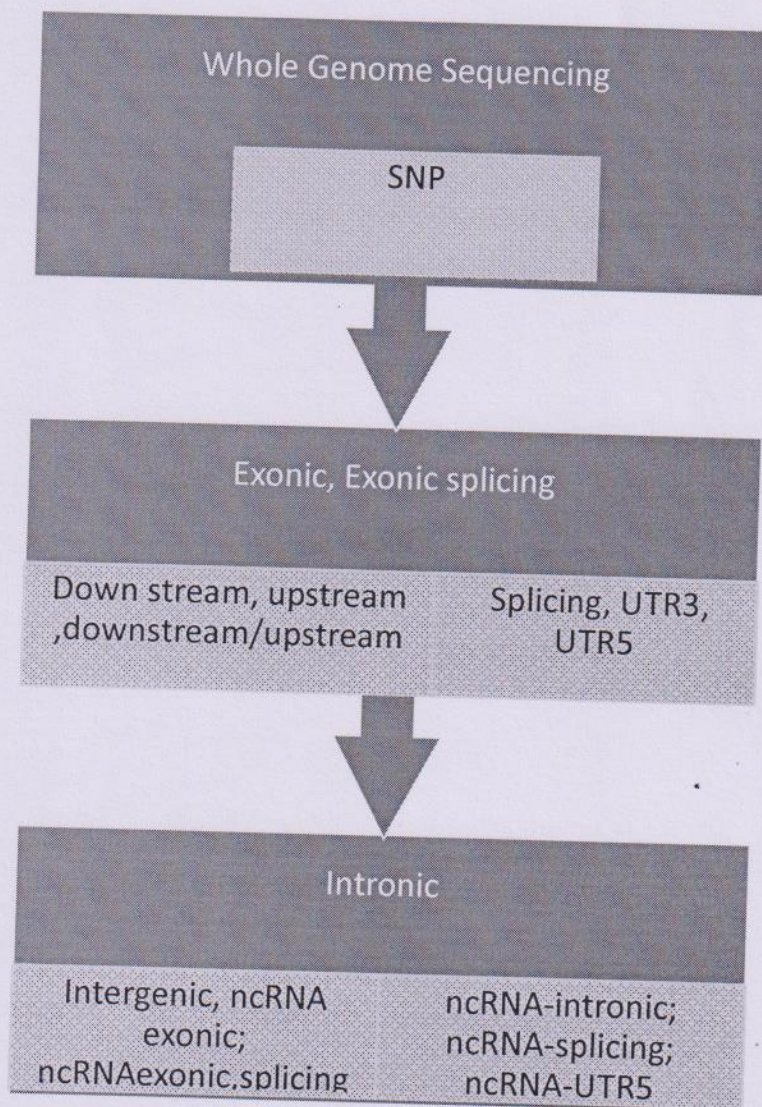 Whole Genome Sequencing
SNP
Exonic, Exonic splicing
Down stream, upstream
,downstream/upstream
Splicing, UTR3,
UTR5
Intronic
Intergenic, ncRNA
exonic;
ncRNAexonic,splicing
ncRNA-intronic;
ncRNA-splicing;
ncRNA-UTR5